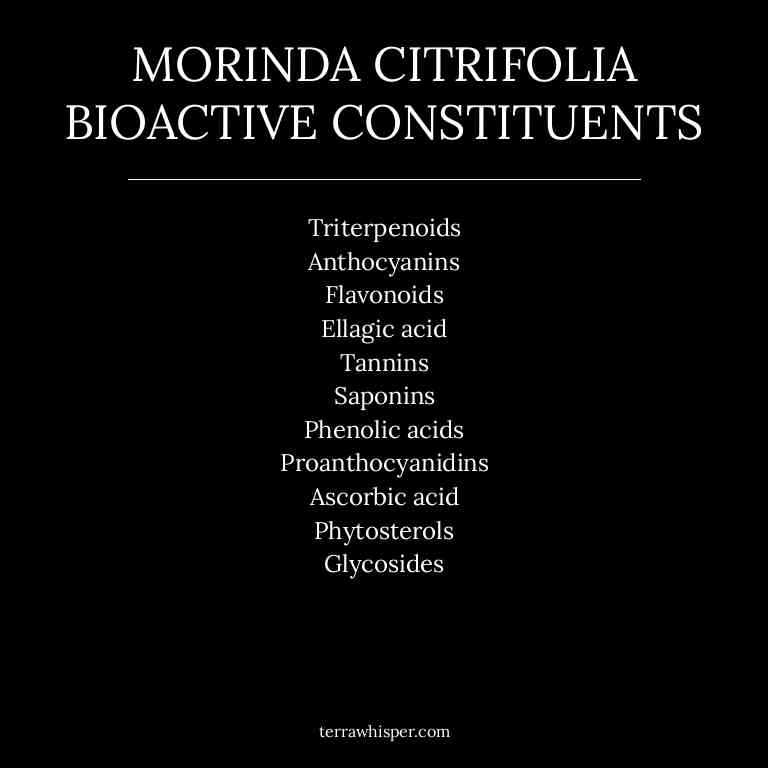 MORINDA CITRIFOLIA
BIOACTIVE CONSTITUENTS
Triterpenoids
Anthocyanins
Flavonoids
Ellagic acid
Tannins
Saponins
Phenolic acids
Proanthocyanidins
Ascorbic acid
Phytosterols
Glycosides
terrawhisper.com